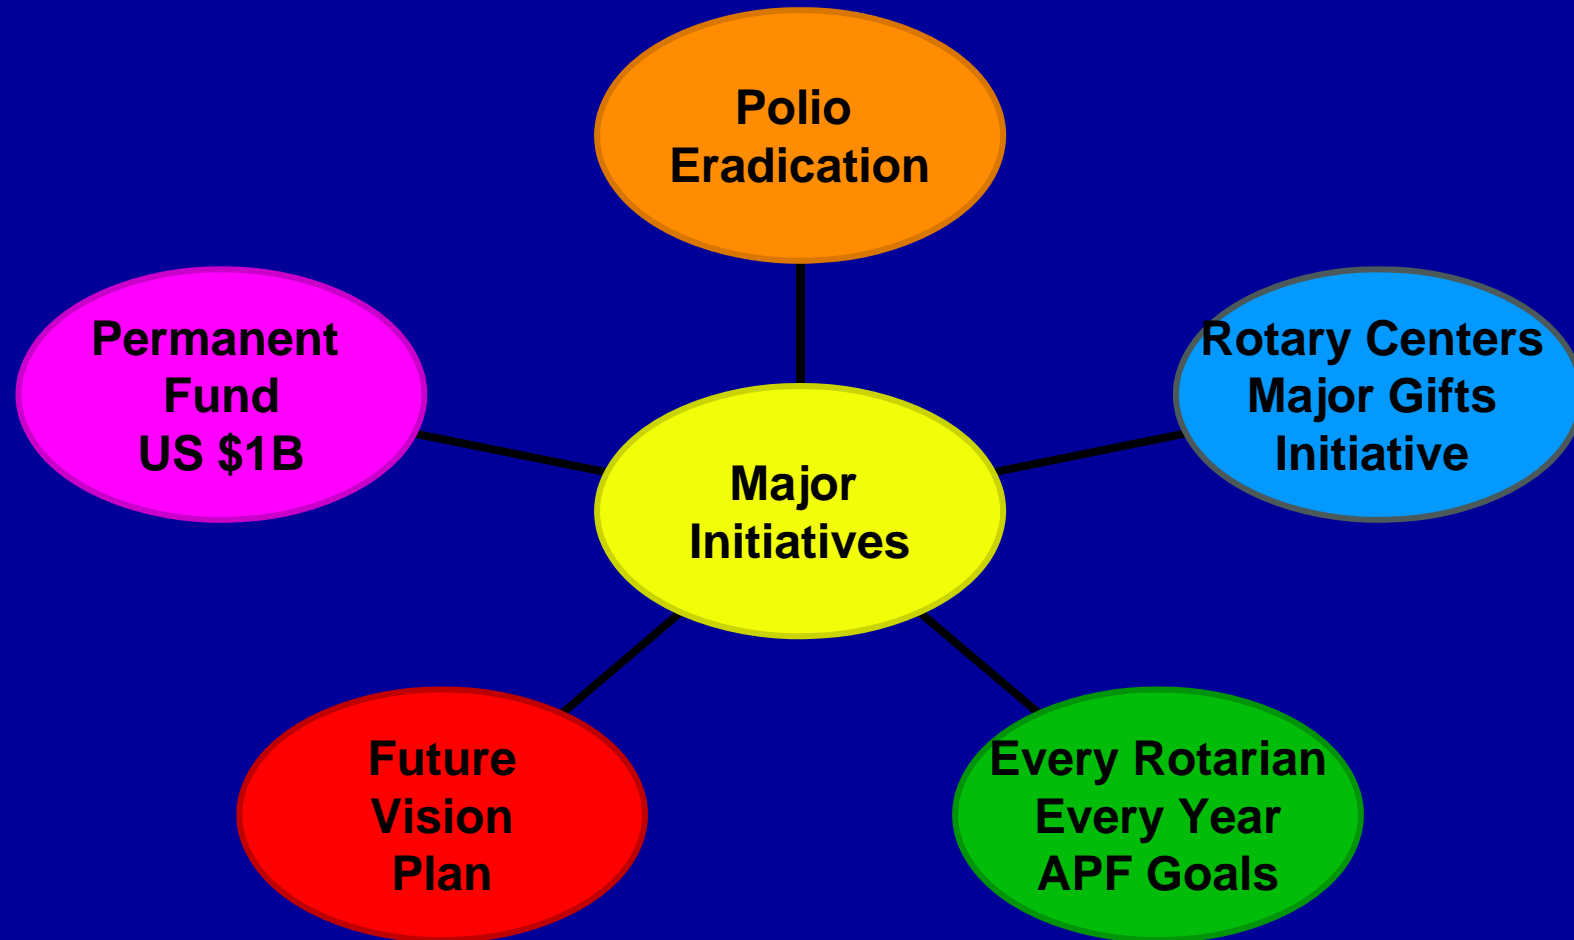 Polio
Eradication
Permanent
Fund
US $1B
Rotary Centers
Major Gifts
Initiative
Major
Initiatives
Future
Vision
Plan
Every Rotarian
Every Year
APF Goals